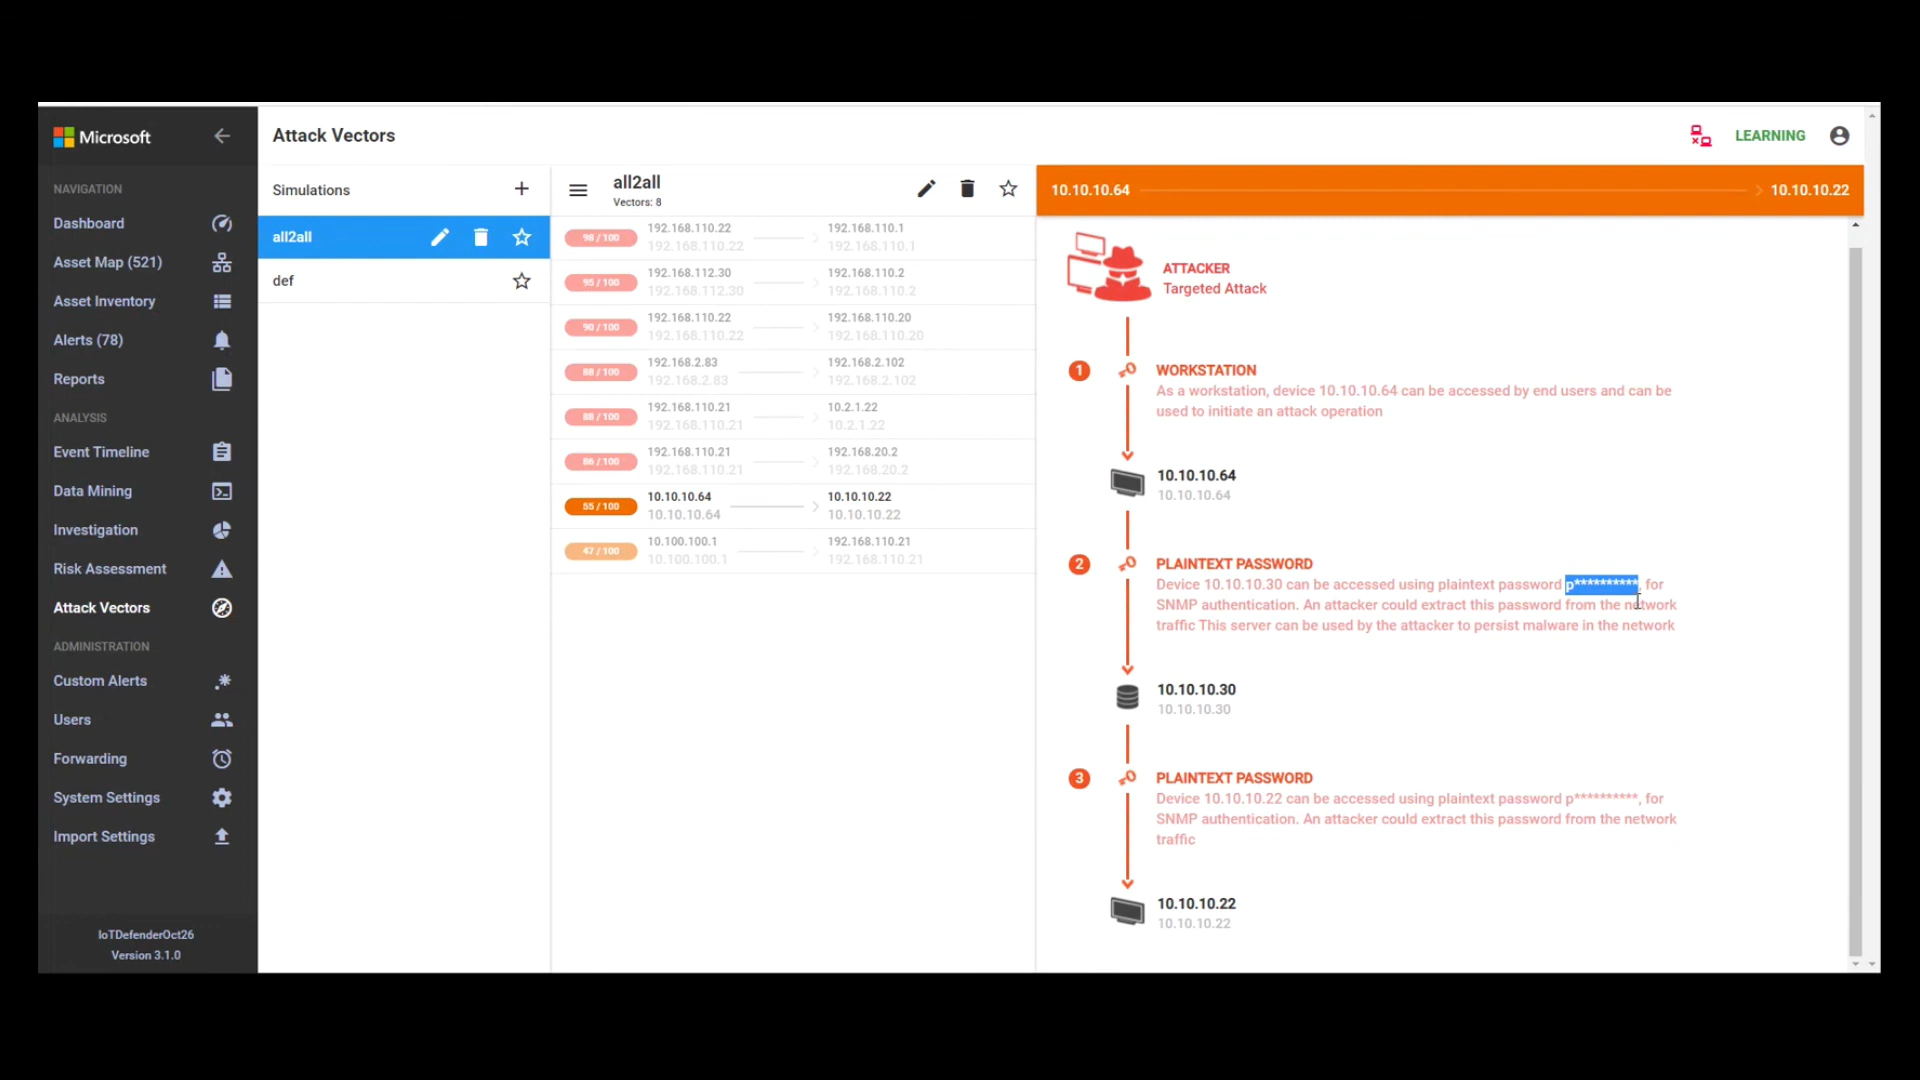 Microsoft
NAVIGATION
Dashboard
Asset Map (521)
Asset Inventory
Alerts (78)
Reports
ANALYSIS
Event Timeline
Data Mining
Investigation
Risk Assessment
Attack Vectors
ADMINISTRATION
Custom Alerts
Users
Forwarding
System Settings
Import Settings
IoTDefenderOct26
Version 3.1.0
Attack Vectors
LEARNING
Simulations
all2all
def
all2all
Vectors: 8
98 / 100
192.168.110.22
192.168.110.1
192.168.110.22
192.168.110.1
95 / 100
192.168.112.30
192.168.110.2
192.168.112.30
192.168.110.2
90 / 100
192.168.110.22
192.168.110.20
192.168.110.22
192.168.110.20
88 / 100
192.168.2.83
192.168.2.102
192.168.2.83
192.168.2.102
88 / 100
192.168.110.21
10.2.1.22
192.168.110.21
10.2.1.22
86 / 100
192.168.110.21
192.168.20.2
192.168.110.21
192.168.20.2
55 / 100
10.10.10.64
10.10.10.22
10.10.10.64
10.10.10.22
47 / 100
10.100.100.1
192.168.110.21
10.100.100.1
192.168.110.21
10.10.10.64
10.10.10.22
ATTACKER
Targeted Attack
1
WORKSTATION
As a workstation, device 10.10.10.64 can be accessed by end users and can be
used to initiate an attack operation
10.10.10.64
10.10.10.64
2
PLAINTEXT PASSWORD
Device 10.10.10.30 can be accessed using plaintext password p**********, for
SNMP authentication. An attacker could extract this password from the network
traffic This server can be used by the attacker to persist malware in the network
10.10.10.30
10.10.10.30
3
PLAINTEXT PASSWORD
Device 10.10.10.22 can be accessed using plaintext password p**********, for
SNMP authentication. An attacker could extract this password from the network
traffic
10.10.10.22
10.10.10.22